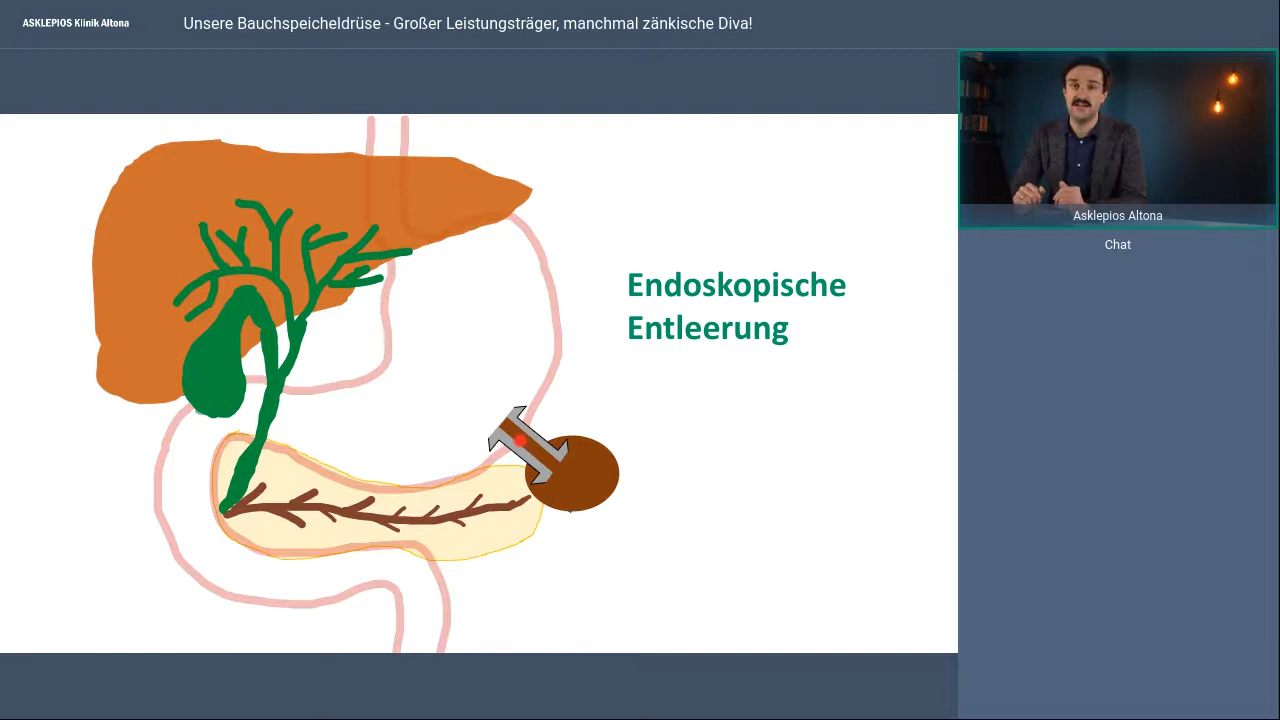 ASKLEPIOS Klinik Altona
Unsere Bauchspeicheldrüse - Großer Leistungsträger, manchmal zänkische Diva!
Endoskopische
Entleerung
Asklepios Altona
Chat